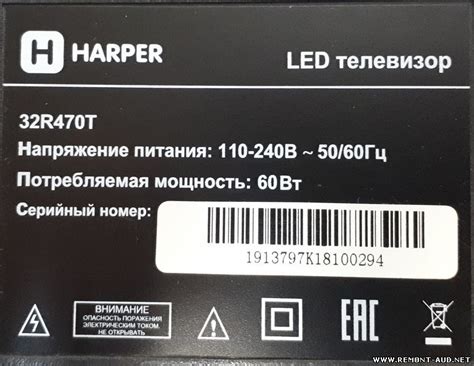 H HARPER
LED телевизор
32R470T
Напряжение питания: 110-240В ~ 50/60Гц
Потребляемая мощность: 60Вт
Серийный номер:
1913797K18100294
ВНИМАНИЕ
ОПАСНОСТЬ ПОРАЖЕНИЯ
ЭЛЕКТРИЧЕСКИМ ТОКОМ.
НЕ ОТКРЫВАТЬ!
EAC
WWW.REMONT-AUD.NET